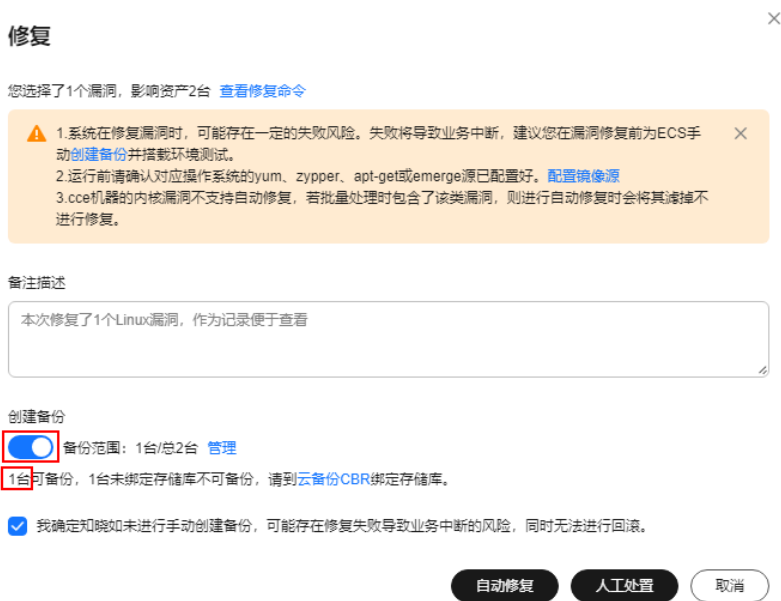 修复
您选择了1个漏洞，影响资产2台 查看修复命令
1.系统在修复漏洞时，可能存在一定的失败风险。失败将导致业务中断，建议您在漏洞修复前为ECS手
动创建备份并搭载环境测试。
2.运行前请确认对应操作系统的yum、zypper、apt-get或emerge源已配置好。配置镜像源
3.cce机器的内核漏洞不支持自动修复，若批量处理时包含了该类漏洞，则进行自动修复时会将其滤掉不
进行修复。
备注描述
本次修复了1个Linux漏洞，作为记录便于查看
创建备份
备份范围：1台/总2台 管理
1台可备份，1台未绑定存储库不可备份，请到云备份CBR绑定存储库。
我确定知晓如未进行手动创建备份，可能存在修复失败导致业务中断的风险，同时无法进行回滚。
自动修复 人工处置 取消